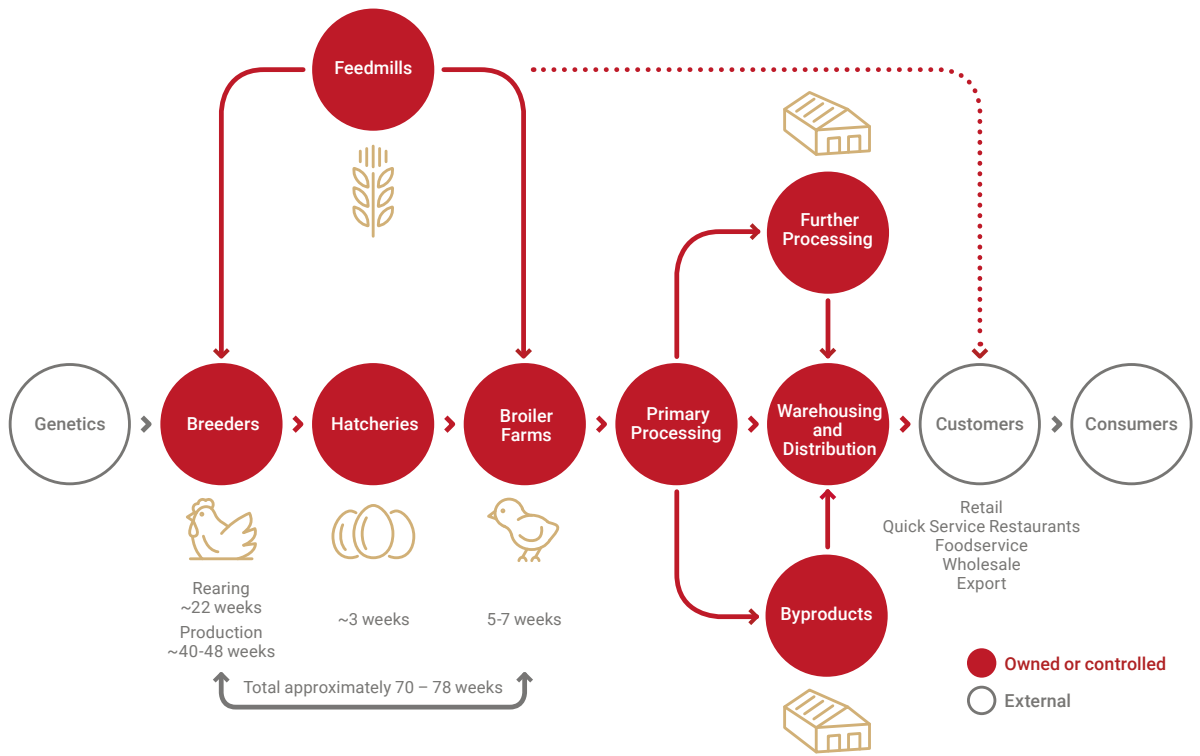 Feedmills
Further
Processing
Genetics
Breeders
Hatcheries
Broiler
Farms
Primary
Processing
Warehousing
and
Distribution
Customers
Consumers
Rearing
~22 weeks
Production
~40-48 weeks
~3 weeks
5-7 weeks
Total approximately 70 – 78 weeks
Retail
Quick Service Restaurants
Foodservice
Wholesale
Export
Byproducts
Owned or controlled
External